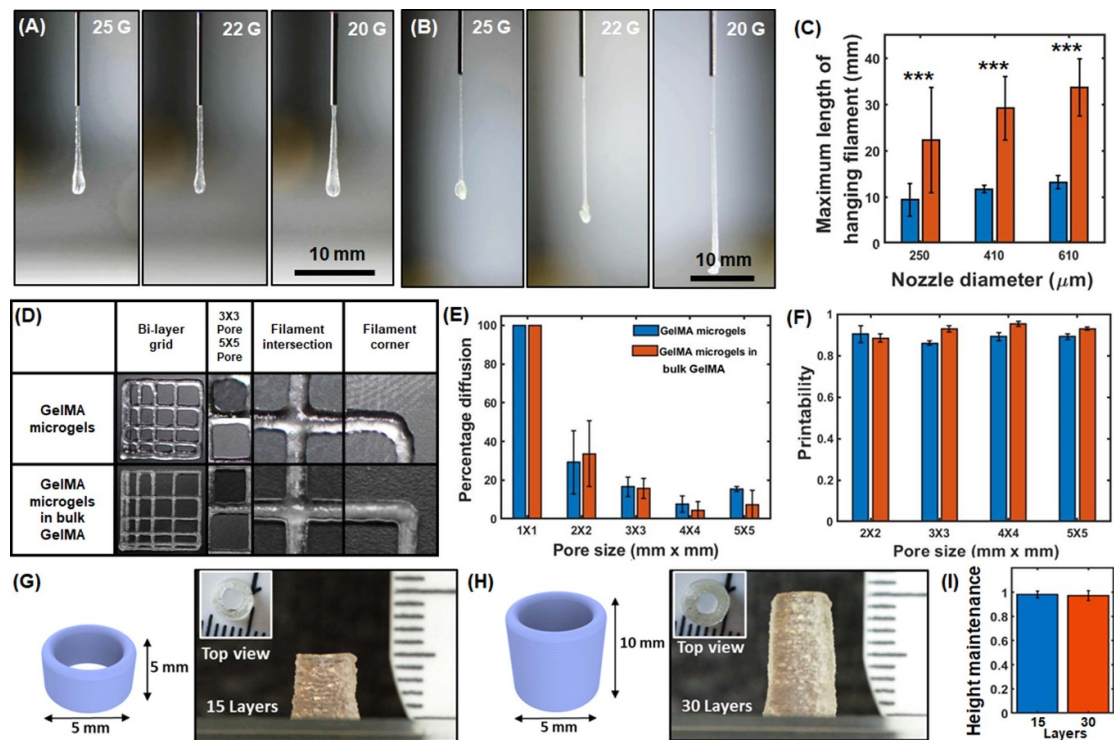 (A)
25 G
22 G
20 G
10 mm
(B)
25 G
22 G
20 G
10 mm
(C)
Maximum length of
hanging filament (mm)
40
30
20
10
0
***
***
***
250
410
610
Nozzle diameter (μm)
(D)
Bi-layer
grid
3X3
Pore
5X5
Pore
Filament
intersection
Filament
corner
GelMA
microgels
GelMA
microgels
in bulk
GelMA
(E)
Percentage diffusion
100
80
60
40
20
0
GelMA microgels
GelMA microgels in
bulk GelMA
1X1
2X2
3X3
4X4
5X5
Pore size (mm x mm)
(F)
Printability
1
0.8
0.6
0.4
0.2
0
2X2
3X3
4X4
5X5
Pore size (mm x mm)
(G)
5 mm
5 mm
Top view
15 Layers
(H)
10 mm
5 mm
Top view
30 Layers
(I)
Height maintenance
1
0.8
0.6
0.4
0.2
0
15
30
Layers